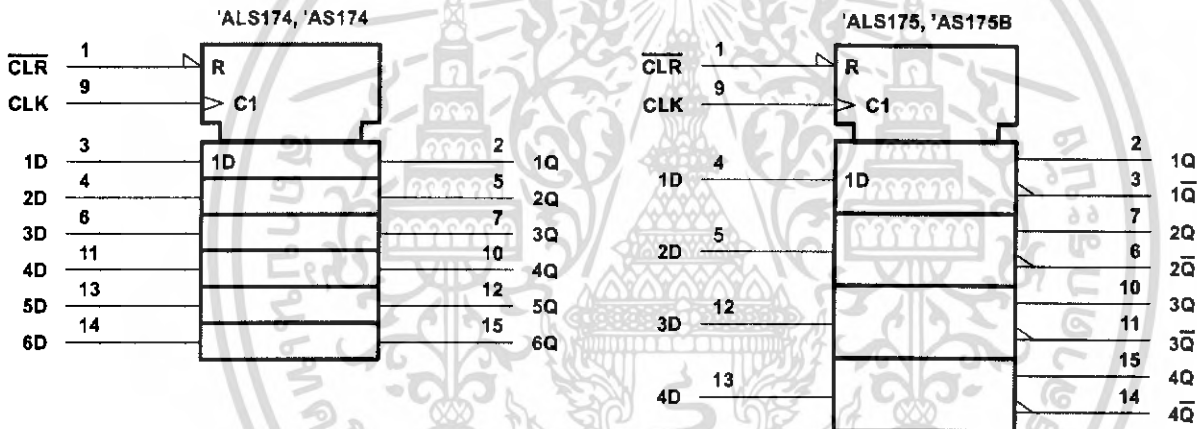 'ALS174, 'AS174
C̅L̅R̅ 1 R
CLK 9 C1
1D 3 1D 2 1Q
2D 4 5 2Q
3D 6 7 3Q
4D 11 10 4Q
5D 13 12 5Q
6D 14 15 6Q
'ALS175, 'AS175B
C̅L̅R̅ 1 R
CLK 9 C1
2 1Q
1D 4 1D 3 1Q̅
7 2Q
2D 5 6 2Q̅
10 3Q
3D 12 11 3Q̅
15 4Q
4D 13 14 4Q̅